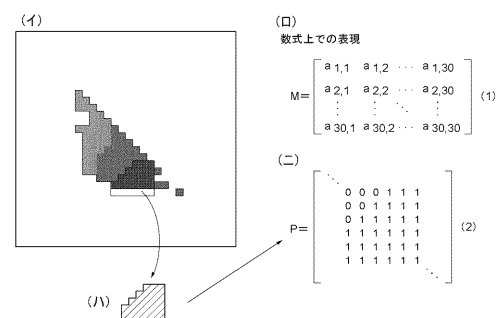 (イ)
(ロ)
数式上での表現
M=
a 1,1 a 1,2 ··· a 1,30
a 2,1 a 2,2 ··· a 2,30
⋮ ⋮ ⋱ ⋮
a 30,1 a 30,2 ··· a 30,30
(1)
(ニ)
P=
⋱
0 0 0 1 1 1
0 0 1 1 1 1
0 1 1 1 1 1
1 1 1 1 1 1
1 1 1 1 1 1
1 1 1 1 1 1
⋱
(2)
(ハ)